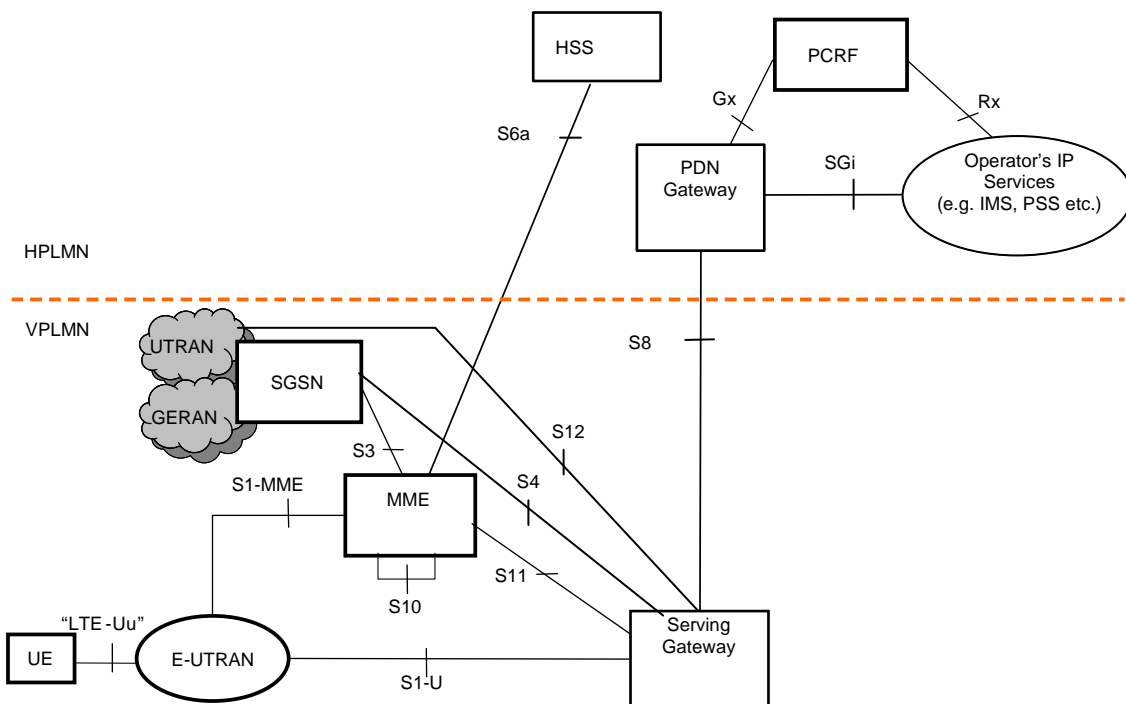 HSS
PCRF
Gx
Rx
S6a
PDN
Gateway
SGi
Operator's IP
Services
(e.g. IMS, PSS etc.)
HPLMN
VPLMN
UTRAN
S8
SGSN
GERAN
S12
S3
S4
S1-MME
MME
S11
S10
"LTE-Uu"
Serving
Gateway
UE
E-UTRAN
S1-U